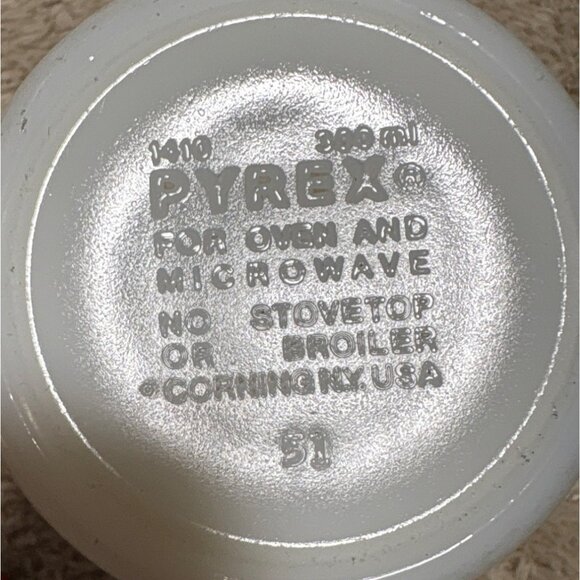 1410 300 ml
PYREX®
FOR OVEN AND
MICROWAVE
NO STOVETOP
OR BROILER
CORNING N.Y. USA
51